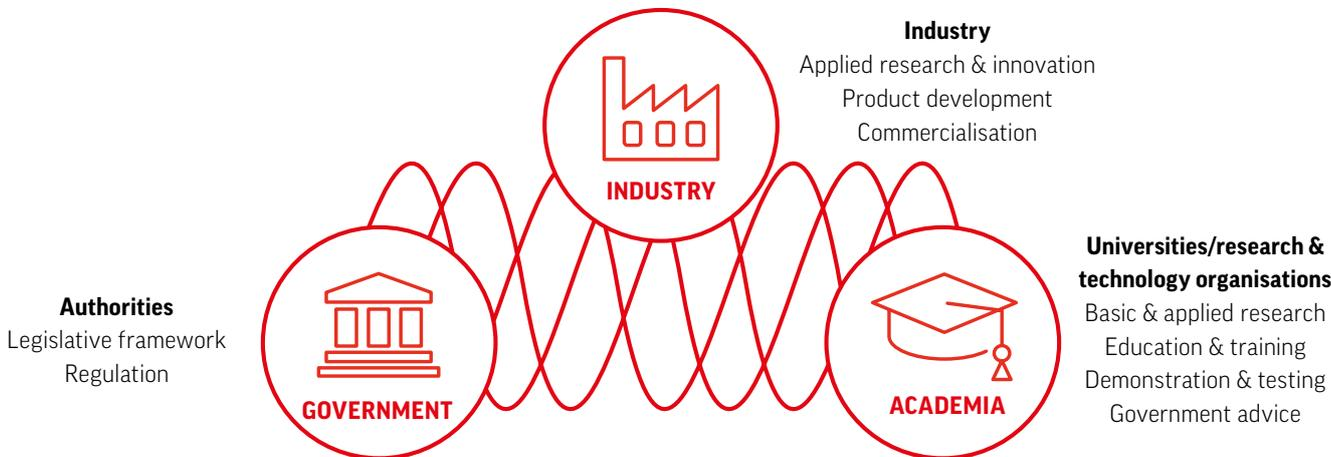 Industry
Applied research & innovation
Product development
Commercialisation
INDUSTRY
Authorities
Legislative framework
Regulation
GOVERNMENT
ACADEMIA
Universities/research &
technology organisations
Basic & applied research
Education & training
Demonstration & testing
Government advice